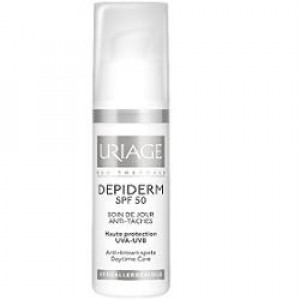 URIAGE
EAU THERMALE
DEPIDERM
SPF 50
SOIN DE JOUR
ANTI-TACHES
Haute protection
UVA-UVB
Anti-brown spots
Daytime Care
HYPOALLERGENIQUE